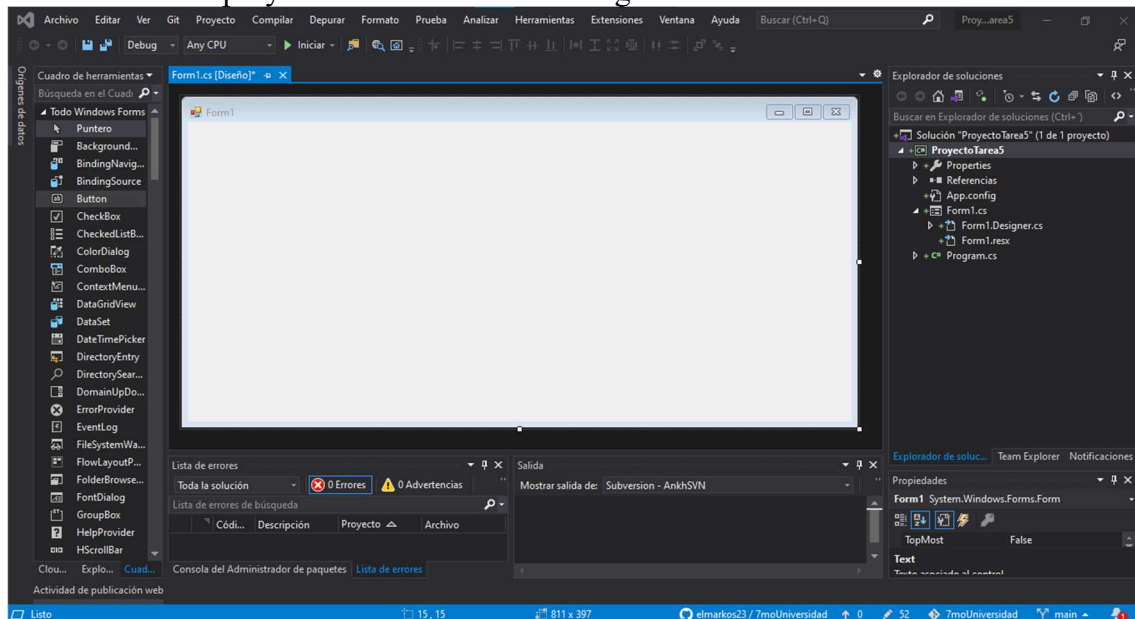 Archivo Editar Ver Git Proyecto Compilar Depurar Formato Prueba Analizar Herramientas Extensiones Ventana Ayuda Buscar (Ctrl+Q) Proy...area5
Debug Any CPU Iniciar
Orígenes de datos
Cuadro de herramientas
Búsqueda en el Cuadr
Todo Windows Forms
Puntero
Background...
BindingNavig...
BindingSource
Button
CheckBox
CheckedListB...
ColorDialog
ComboBox
ContextMenu...
DataGridView
DataSet
DateTimePicker
DirectoryEntry
DirectorySear...
DomainUpDo...
ErrorProvider
EventLog
FileSystemWa...
FlowLayoutP...
FolderBrowse...
FontDialog
GroupBox
HelpProvider
HScrollBar
Clou... Explo... Cuad...
Form1.cs [Diseño]*
Form1
Lista de errores
Toda la solución 0 Errores 0 Advertencias
Lista de errores de búsqueda
Códi... Descripción Proyecto Archivo
Consola del Administrador de paquetes Lista de errores
Salida
Mostrar salida de: Subversion - AnkhSVN
Explorador de soluciones
Buscar en Explorador de soluciones (Ctrl+´)
Solución "ProyectoTarea5" (1 de 1 proyecto)
ProyectoTarea5
Properties
Referencias
App.config
Form1.cs
Form1.Designer.cs
Form1.resx
Program.cs
Explorador de soluc... Team Explorer Notificaciones
Propiedades
Form1 System.Windows.Forms.Form
TopMost False
Text
Texto asociado al control
Actividad de publicación web
Listo 15, 15 811 x 397 elmarkos23 / 7moUniversidad 0 52 7moUniversidad main 1